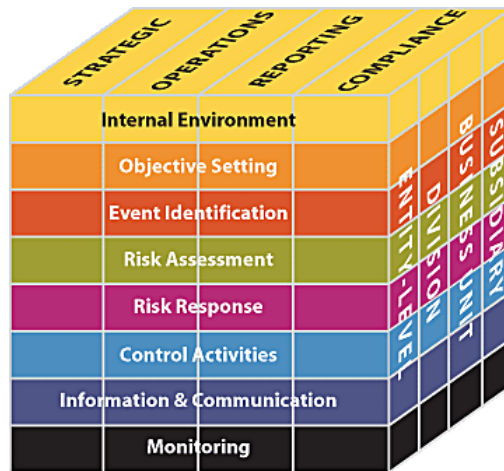 STRATEGIC
OPERATIONS
REPORTING
COMPLIANCE
Internal Environment
Objective Setting
Event Identification
Risk Assessment
Risk Response
Control Activities
Information & Communication
Monitoring
ENTITY-LEVEL
DIVISION
BUSINESS UNIT
SUBSIDIARY